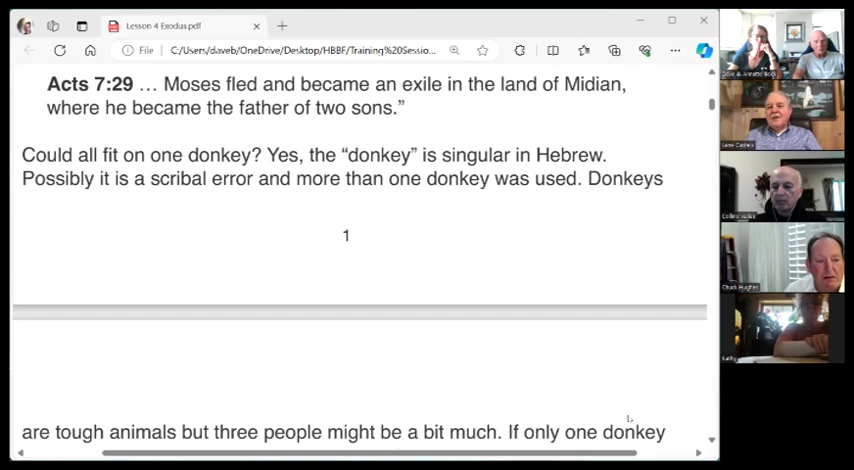 Lesson 4 Exodus.pdf
File
C:/Users/daveb/OneDrive/Desktop/HBBF/Training%20Sessio...
Acts 7:29 … Moses fled and became an exile in the land of Midian,
where he became the father of two sons.”
Could all fit on one donkey? Yes, the “donkey” is singular in Hebrew.
Possibly it is a scribal error and more than one donkey was used. Donkeys
1
are tough animals but three people might be a bit much. If only one donkey
Dave & Annette
Chuck Hughes
Kathy